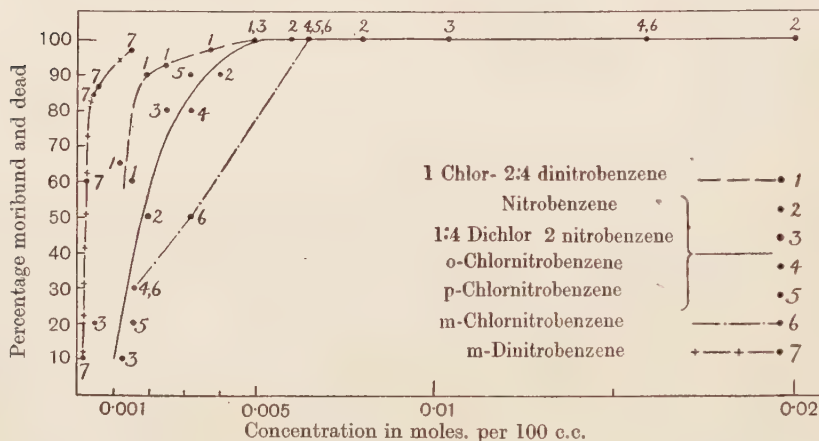 1,3 2 4,5,6 2 3 4,6 2
100 7 1
1 1
90 7 5 2
7
7 80 3 4
70
1
60 7 1
50 2 6
40
30 4,6
20 3 5
10 7 3
Percentage moribund and dead
1 Chlor- 2:4 dinitrobenzene 1
Nitrobenzene 2
1:4 Dichlor 2 nitrobenzene 3
o-Chlornitrobenzene 4
p-Chlornitrobenzene 5
m-Chlornitrobenzene 6
m-Dinitrobenzene 7
0·001 0·005 0·01 0·02
Concentration in moles. per 100 c.c.